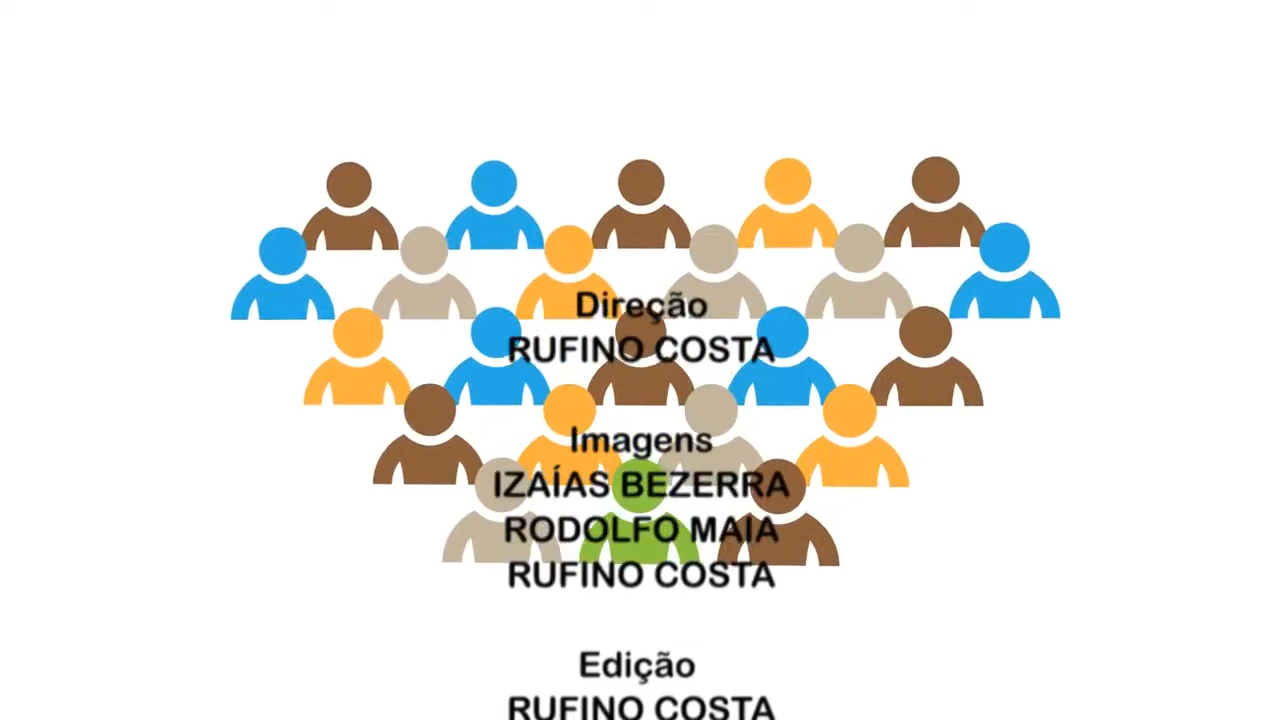 Direção
RUFINO COSTA
Imagens
IZAÍAS BEZERRA
RODOLFO MAIA
RUFINO COSTA
Edição
RUFINO COSTA